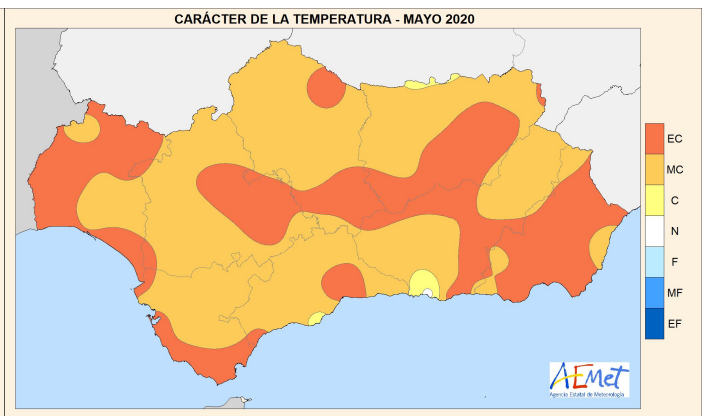 CARÁCTER DE LA TEMPERATURA - MAYO 2020
EC
MC
C
N
F
MF
EF
AEMet
Agencia Estatal de Meteorología